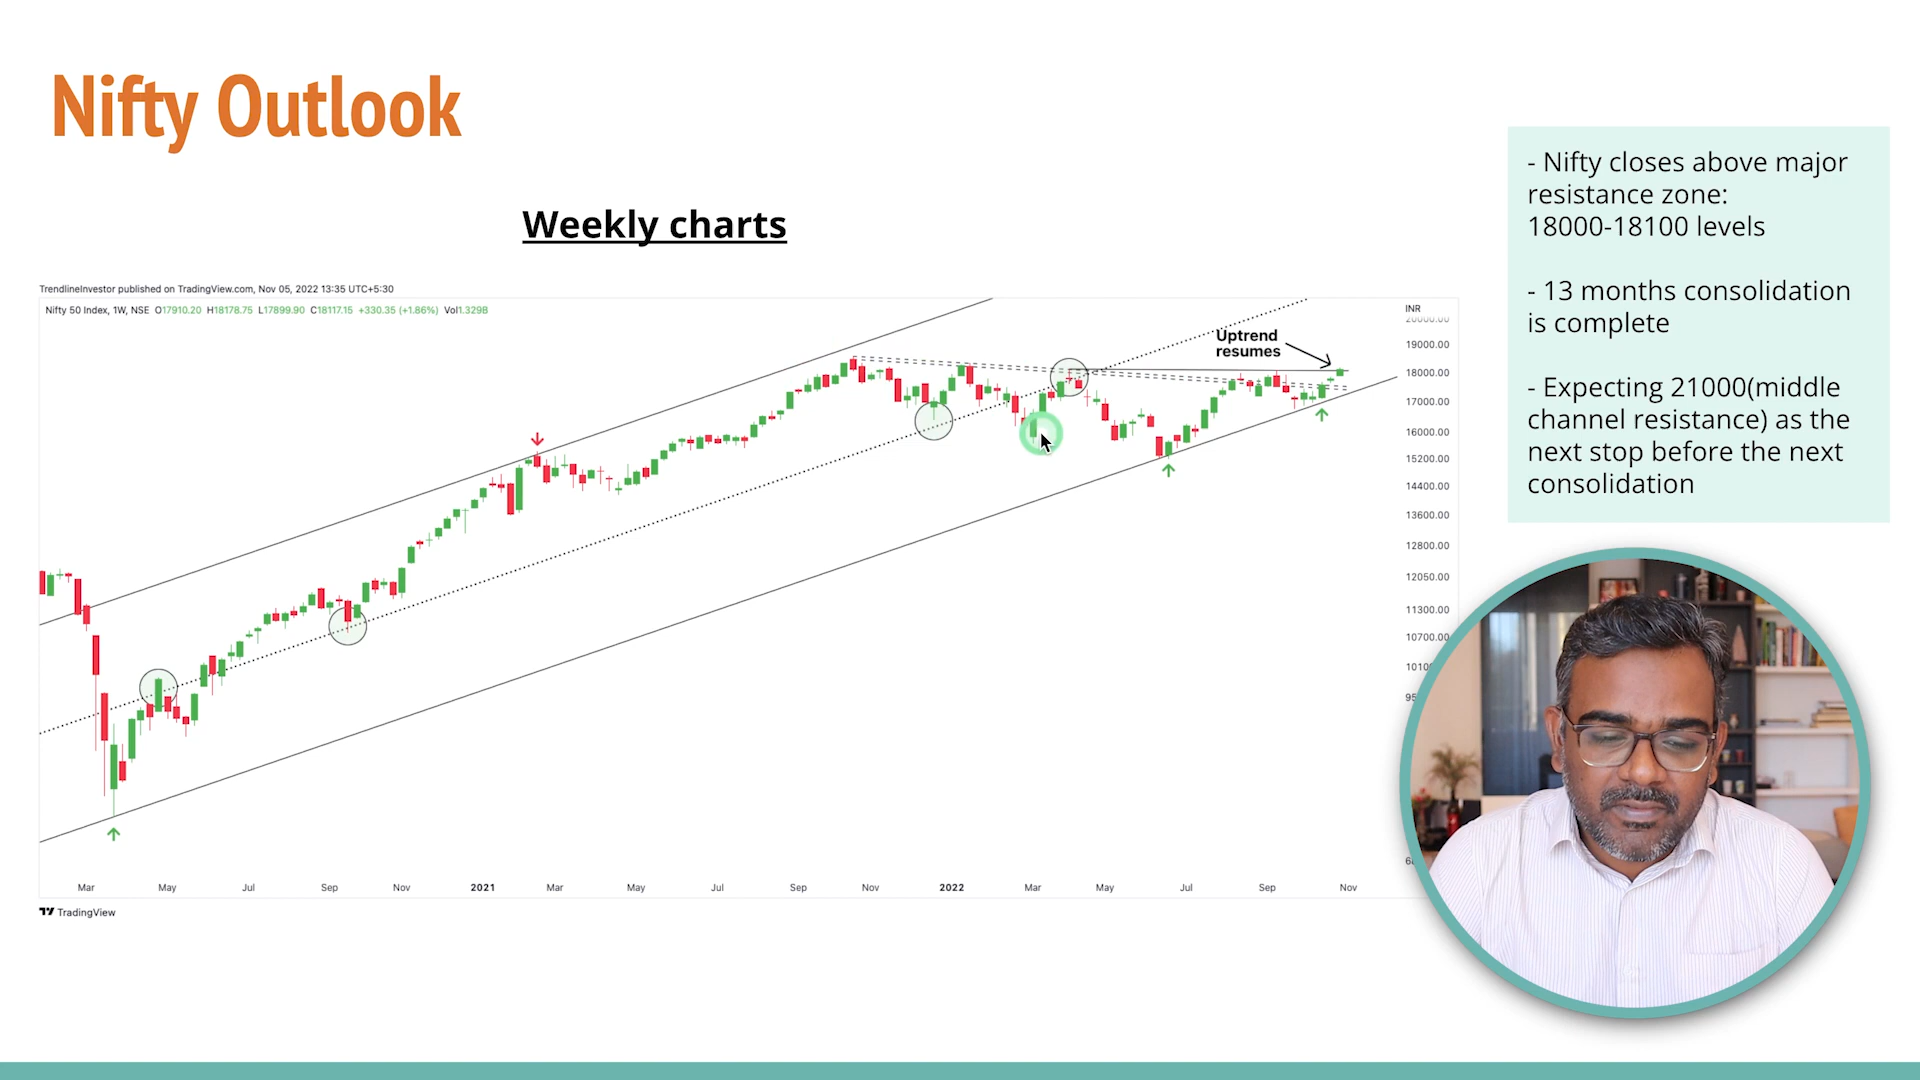 Nifty Outlook
Weekly charts
TrendlineInvestor published on TradingView.com, Nov 05, 2022 13:35 UTC+5:30
Nifty 50 Index, 1W, NSE O17910.20 H18178.75 L17899.90 C18117.15 +330.35 (+1.86%) Vol1.329B
INR
20000.00
19000.00
18000.00
17000.00
16000.00
15200.00
14400.00
13600.00
12800.00
12050.00
11300.00
10700.00
Uptrend
resumes
Mar May Jul Sep Nov 2021 Mar May Jul Sep Nov 2022 Mar May Jul Sep Nov
TradingView
- Nifty closes above major
resistance zone:
18000-18100 levels
- 13 months consolidation
is complete
- Expecting 21000(middle
channel resistance) as the
next stop before the next
consolidation